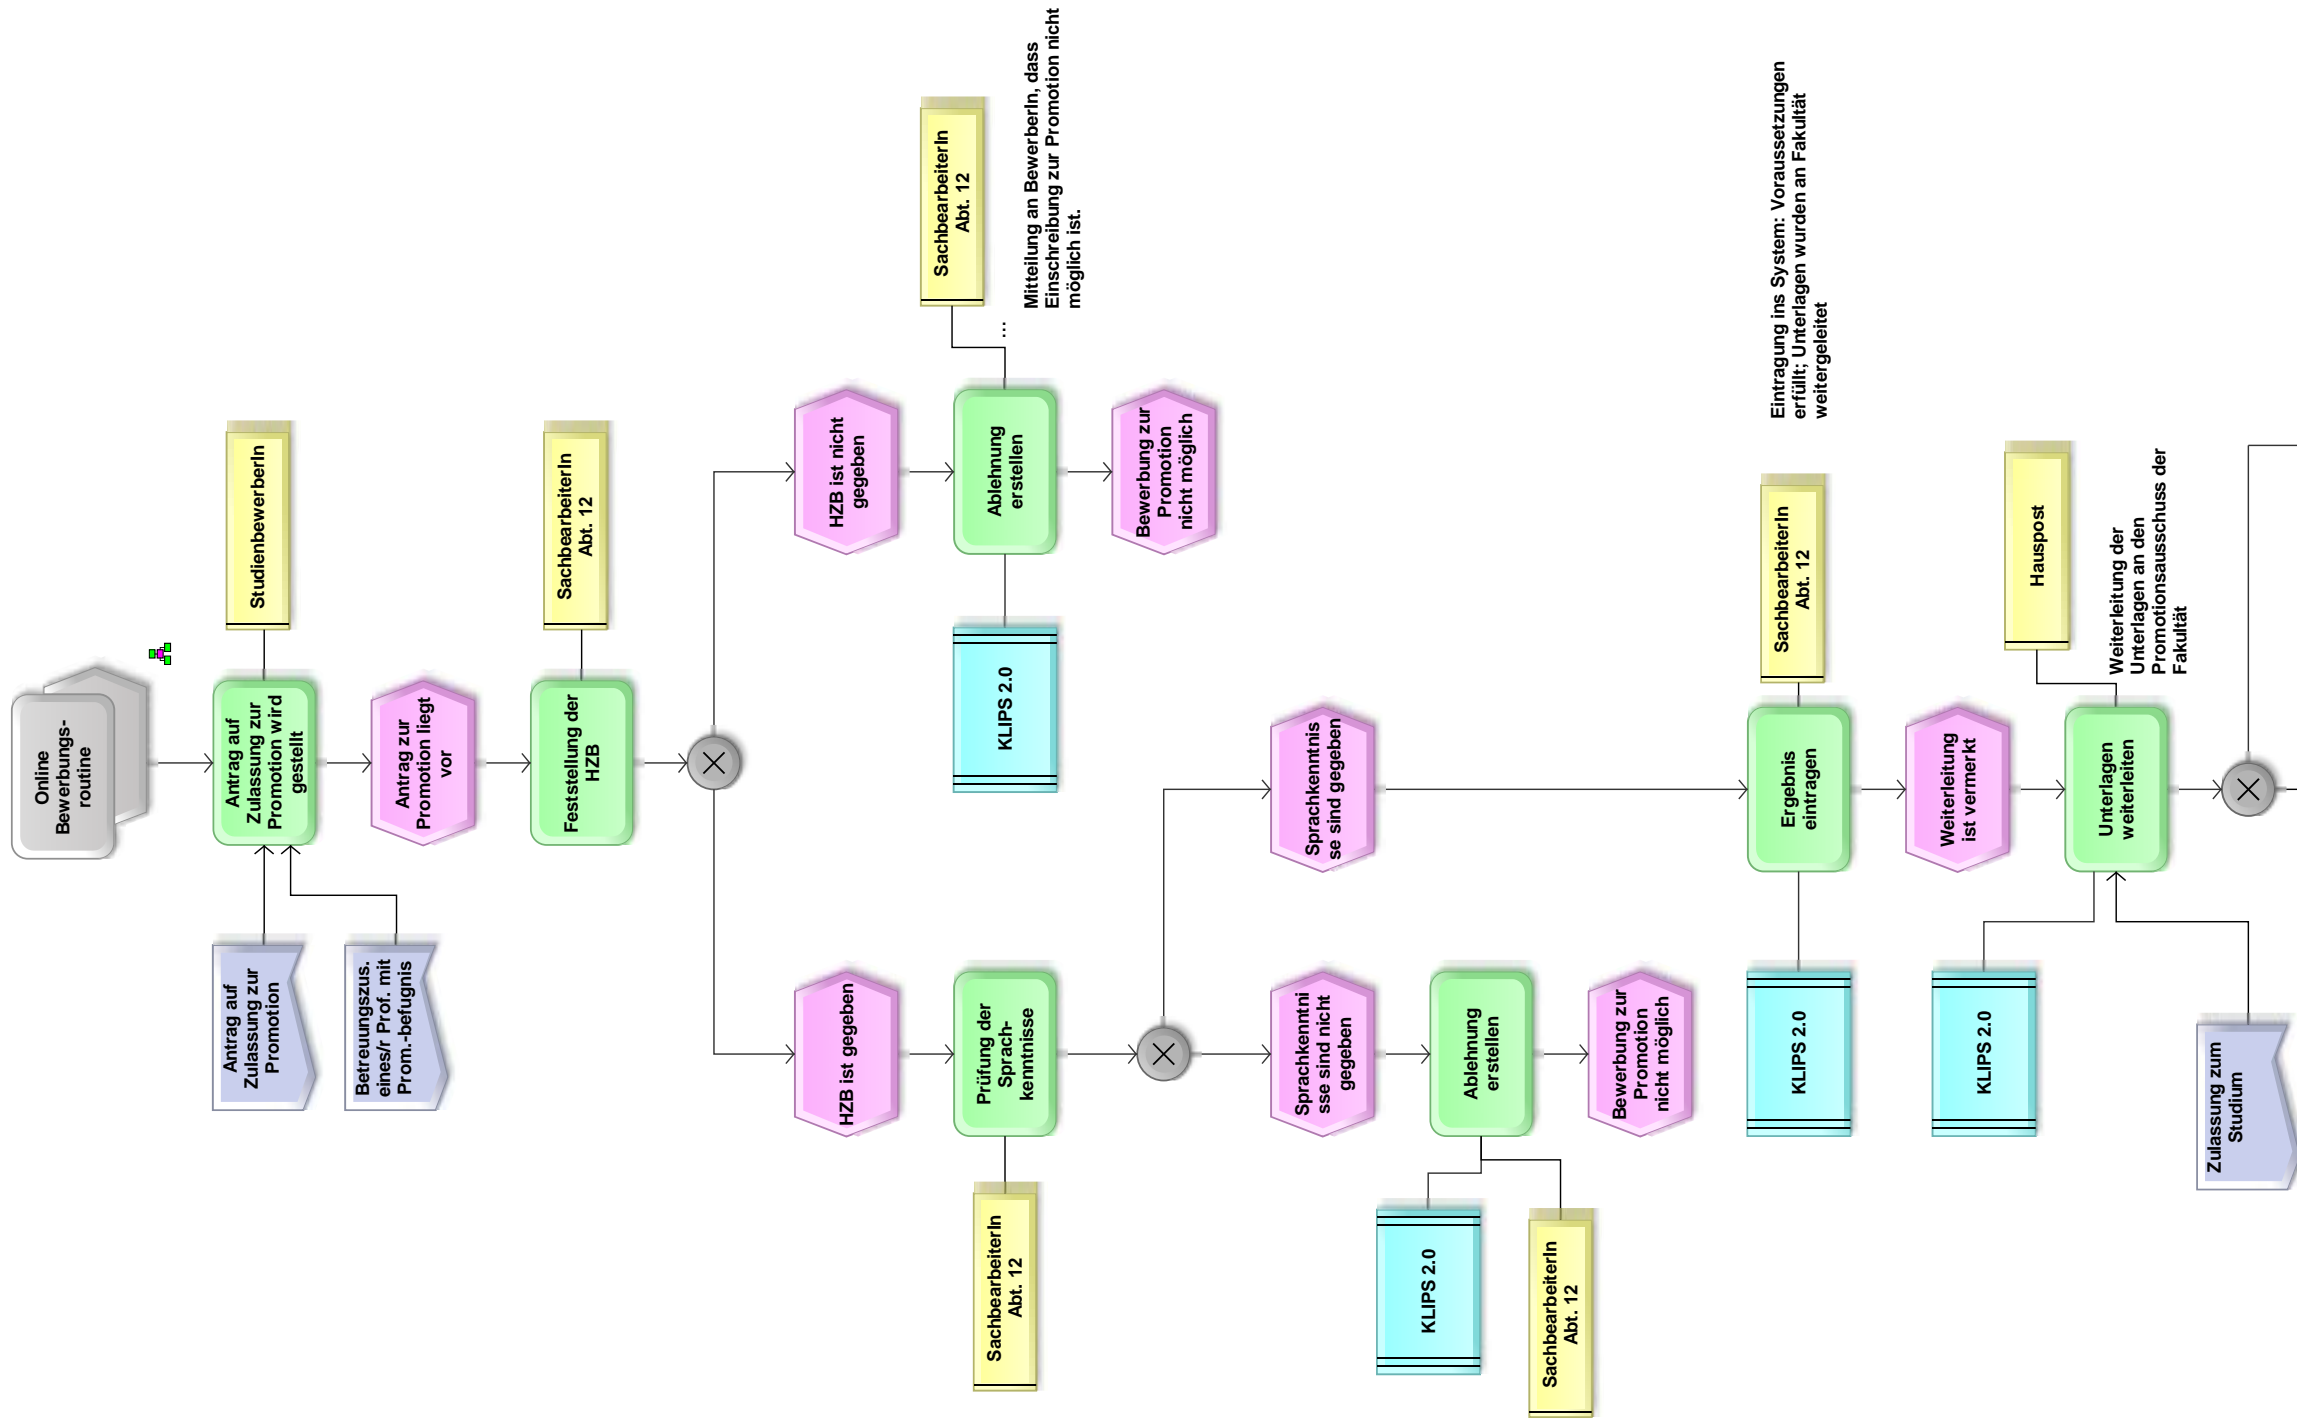 Online
Bewerbungs-
routine
StudienbewerberIn
Antrag auf
Zulassung zur
Promotion wird
gestellt
Antrag auf
Zulassung zur
Promotion
Betreuungszus.
eines/r Prof. mit
Prom.-befugnis
Antrag zur
Promotion liegt
vor
SachbearbeiterIn
Abt. 12
Feststellung der
HZB
HZB ist nicht
gegeben
HZB ist gegeben
SachbearbeiterIn
Abt. 12
...
Mitteilung an BewerberIn, dass
Einschreibung zur Promotion nicht
möglich ist.
Ablehnung
erstellen
KLIPS 2.0
Bewerbung zur
Promotion
nicht möglich
Prüfung der
Sprach-
kenntnisse
SachbearbeiterIn
Abt. 12
Sprachkenntnis
se sind gegeben
Sprachkenntni
sse sind nicht
gegeben
Ablehnung
erstellen
KLIPS 2.0
SachbearbeiterIn
Abt. 12
Bewerbung zur
Promotion
nicht möglich
Eintragung ins System: Voraussetzungen
erfüllt; Unterlagen wurden an Fakultät
weitergeleitet
SachbearbeiterIn
Abt. 12
Ergebnis
eintragen
KLIPS 2.0
Weiterleitung
ist vermerkt
Hauspost
Weiterleitung der
Unterlagen an den
Promotionsausschuss der
Fakultät
Unterlagen
weiterleiten
KLIPS 2.0
Zulassung zum
Studium